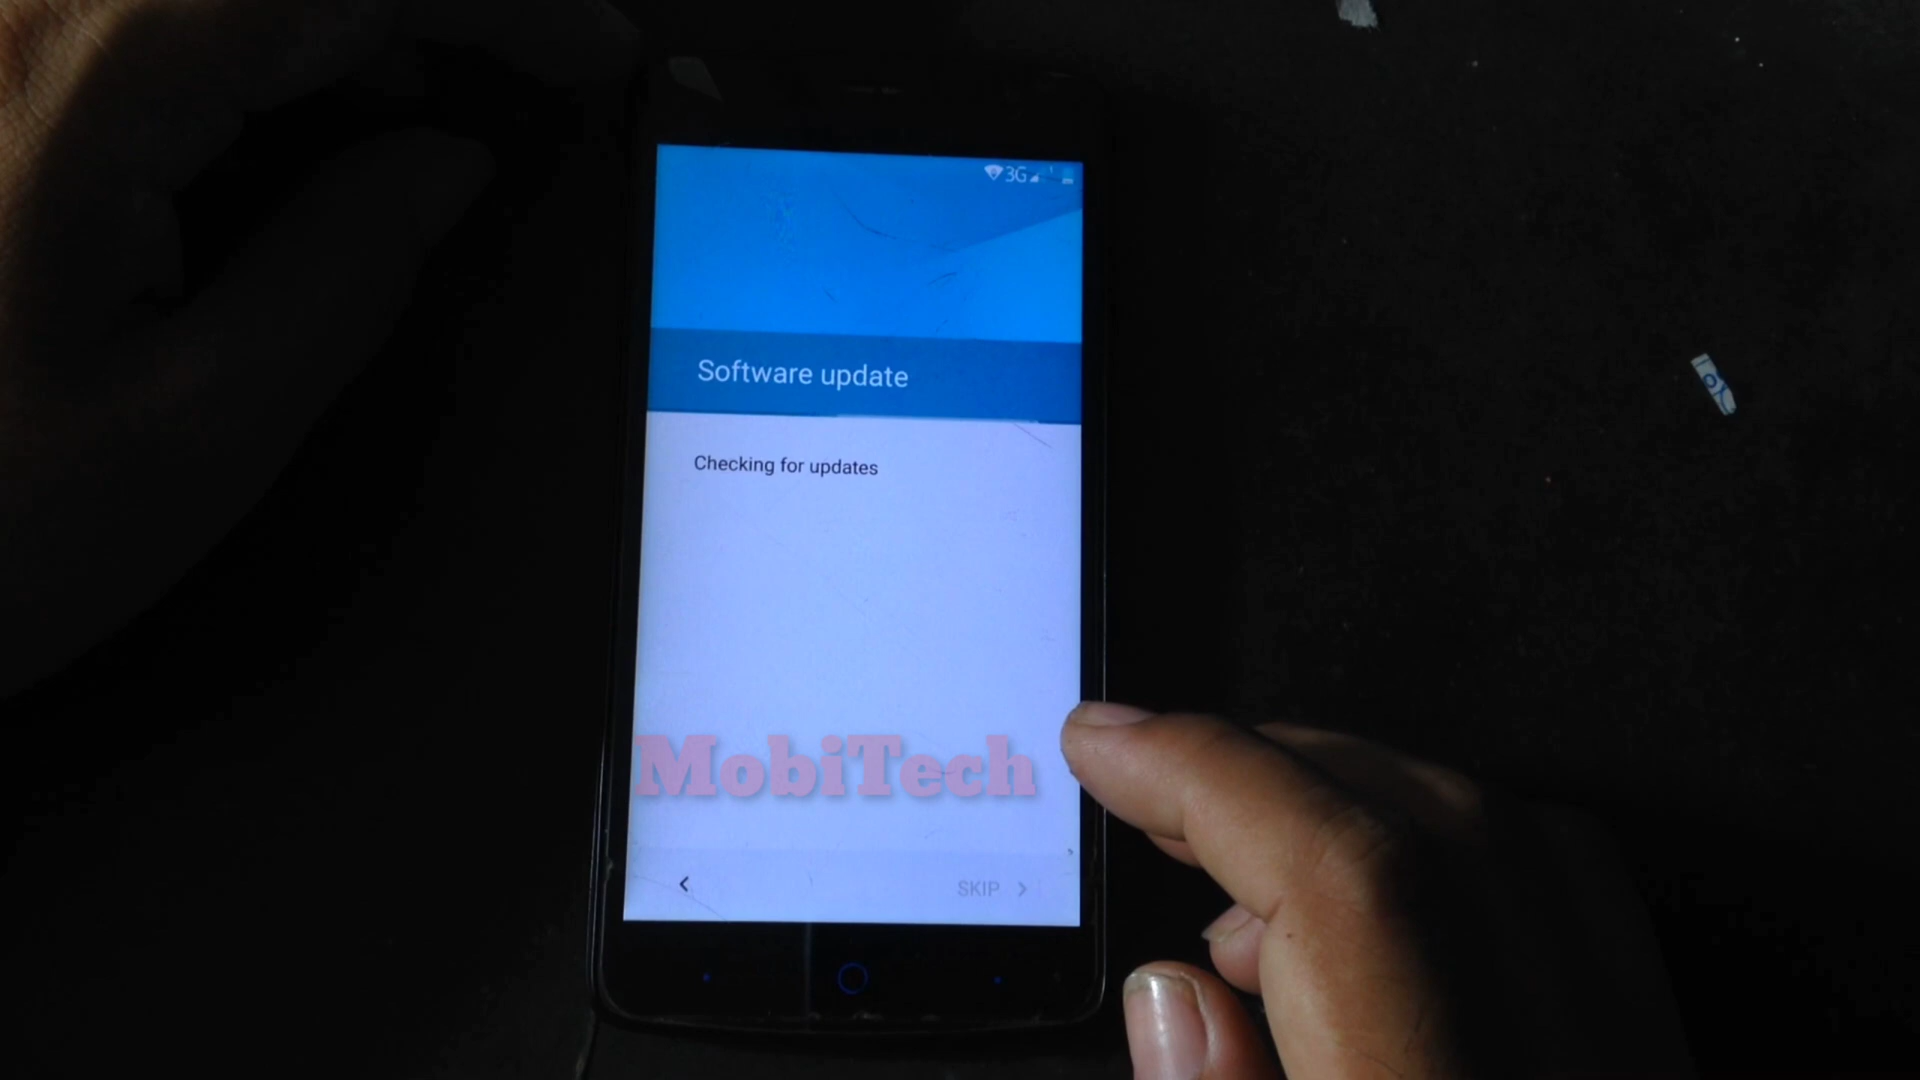 3G
Software update
Checking for updates
MobiTech
SKIP